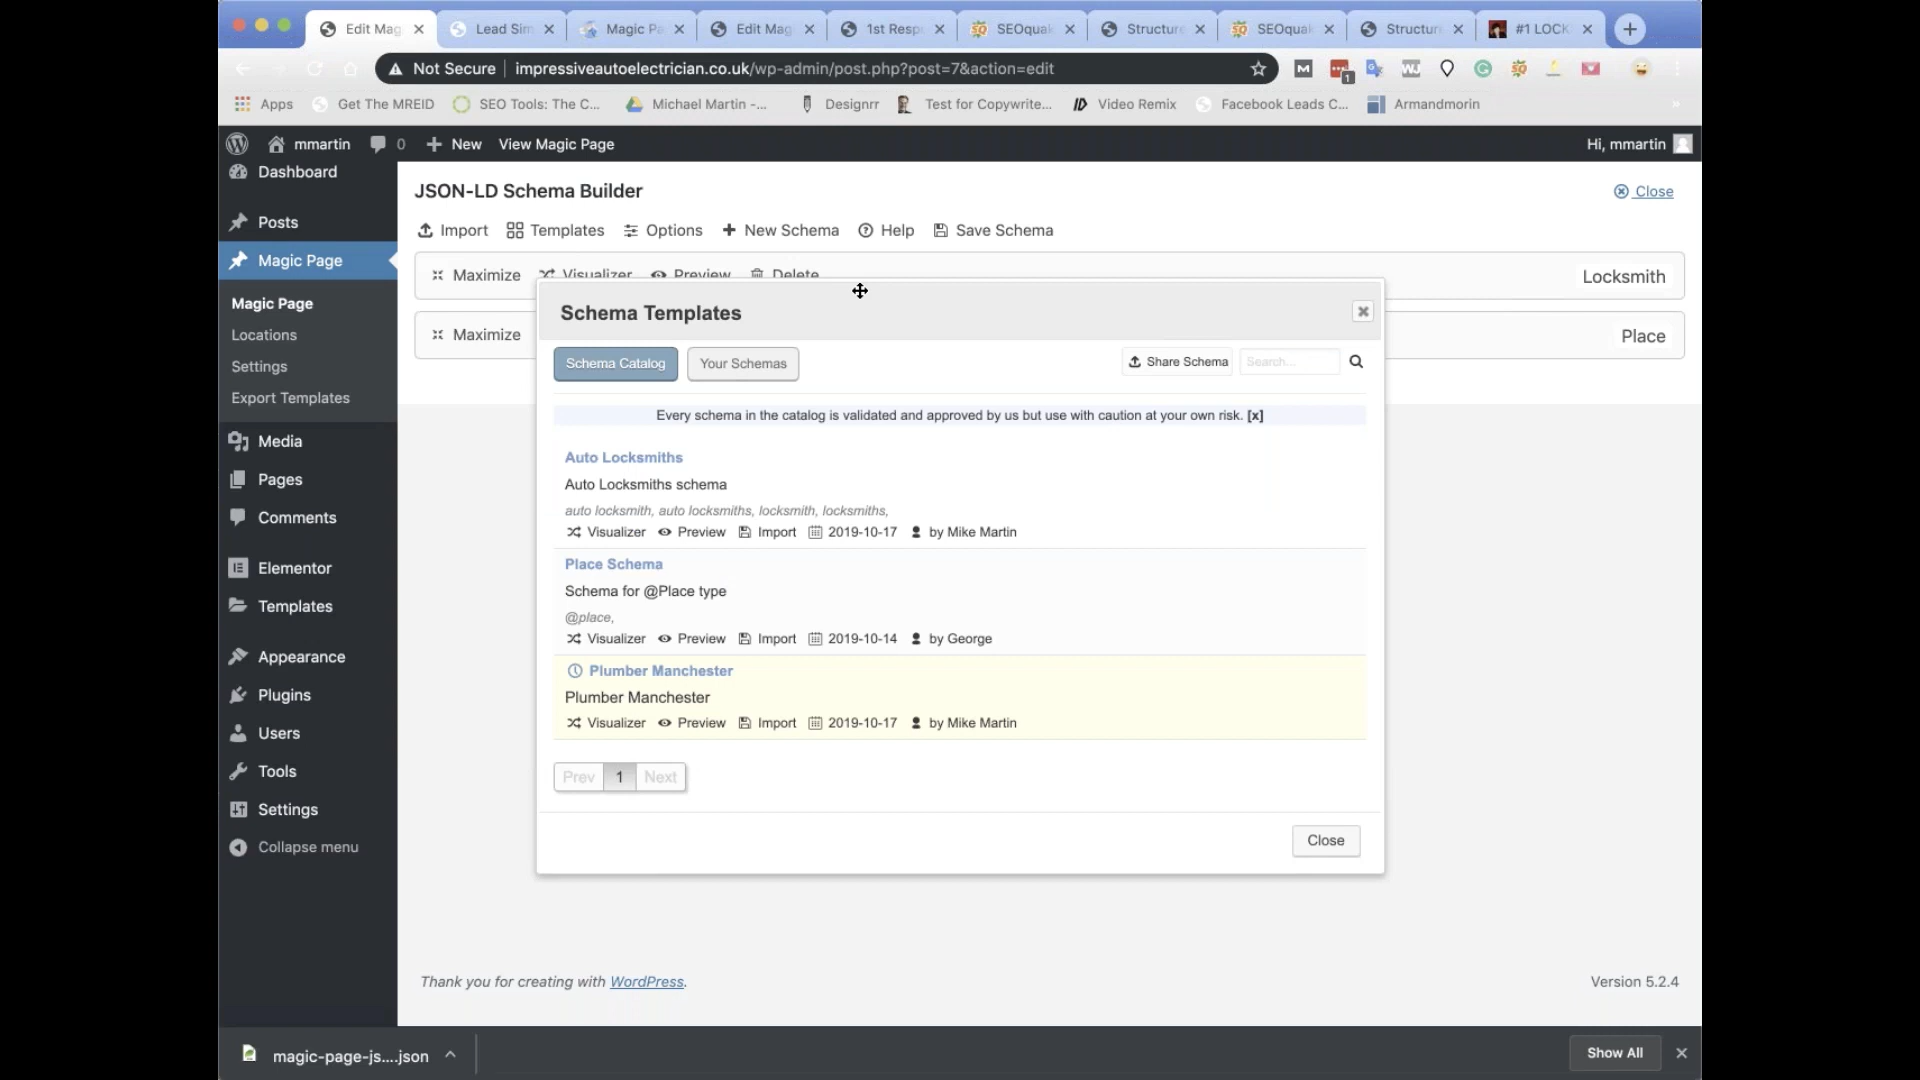 Edit Mag
Lead Sim
Magic Pa
Edit Mag
1st Resp
SEOquak
Structure
SEOquak
Structure
#1 LOCK
Not Secure
impressiveautoelectrician.co.uk/wp-admin/post.php?post=7&action=edit
Apps
Get The MREID
SEO Tools: The C...
Michael Martin -...
Designrr
Test for Copywrite...
Video Remix
Facebook Leads C...
Armandmorin
mmartin
0
New
View Magic Page
Hi, mmartin
Dashboard
Posts
Magic Page
Magic Page
Locations
Settings
Export Templates
Media
Pages
Comments
Elementor
Templates
Appearance
Plugins
Users
Tools
Settings
Collapse menu
JSON-LD Schema Builder
Close
Import
Templates
Options
New Schema
Help
Save Schema
Maximize
Visualizer
Preview
Delete
Locksmith
Maximize
Place
Schema Templates
Schema Catalog
Your Schemas
Share Schema
Search...
Every schema in the catalog is validated and approved by us but use with caution at your own risk. [x]
Auto Locksmiths
Auto Locksmiths schema
auto locksmith, auto locksmiths, locksmith, locksmiths,
Visualizer Preview Import 2019-10-17 by Mike Martin
Place Schema
Schema for @Place type
@place,
Visualizer Preview Import 2019-10-14 by George
Plumber Manchester
Plumber Manchester
Visualizer Preview Import 2019-10-17 by Mike Martin
Prev 1 Next
Close
Thank you for creating with WordPress.
Version 5.2.4
magic-page-js....json
Show All